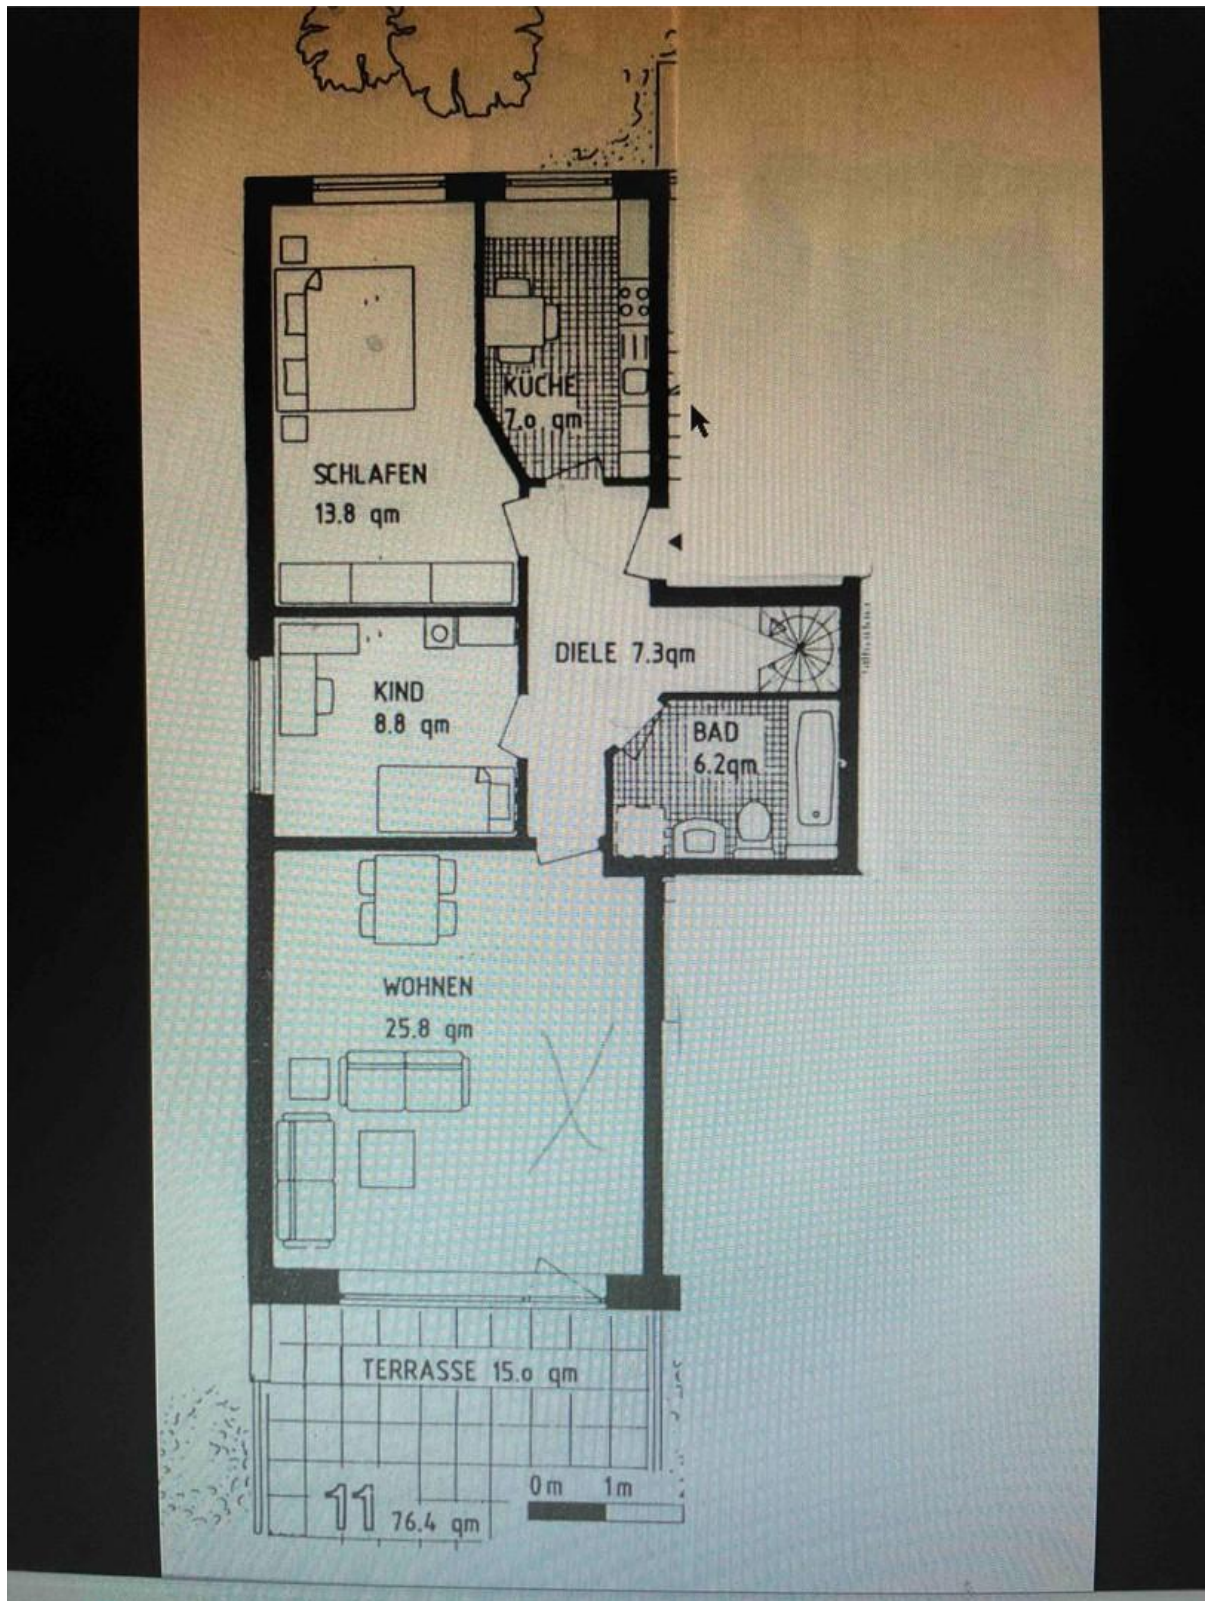 KÜCHE
7.o qm
SCHLAFEN
13.8 qm
DIELE 7.3qm
KIND
8.8 qm
BAD
6.2qm
WOHNEN
25.8 qm
TERRASSE 15.o qm
0m 1m
11 76.4 qm